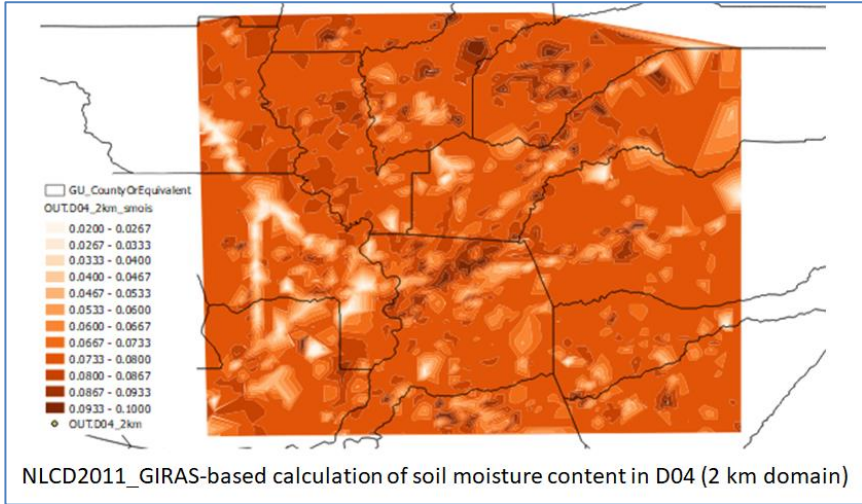 GU_CountyOrEquivalent
OUT.D04_2km_smois
0.0200 - 0.0267
0.0267 - 0.0333
0.0333 - 0.0400
0.0400 - 0.0467
0.0467 - 0.0533
0.0533 - 0.0600
0.0600 - 0.0667
0.0667 - 0.0733
0.0733 - 0.0800
0.0800 - 0.0867
0.0867 - 0.0933
0.0933 - 0.1000
OUT.D04_2km
NLCD2011_GIRAS-based calculation of soil moisture content in D04 (2 km domain)